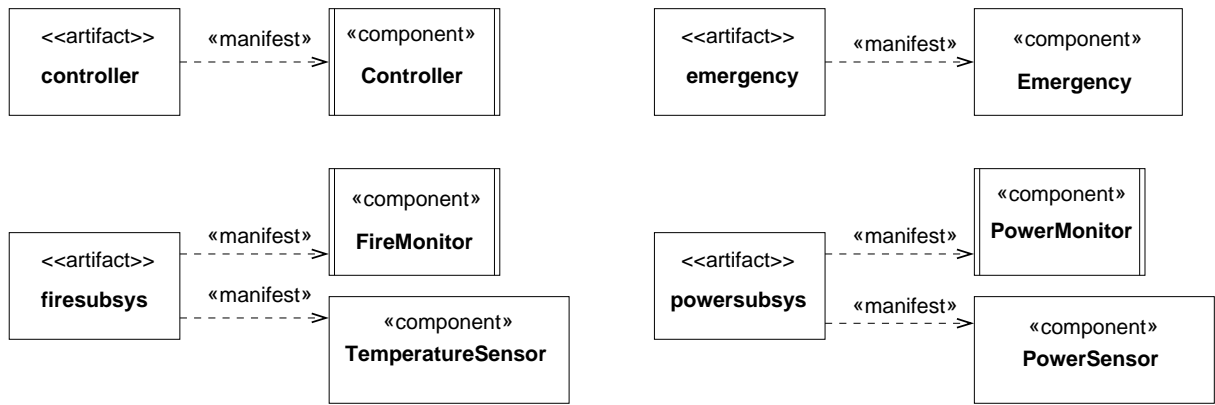 <<artifact>>
controller
«manifest»
«component»
Controller
<<artifact>>
emergency
«manifest»
«component»
Emergency
<<artifact>>
firesubsys
«manifest»
«component»
FireMonitor
«manifest»
«component»
TemperatureSensor
<<artifact>>
powersubsys
«manifest»
«component»
PowerMonitor
«manifest»
«component»
PowerSensor